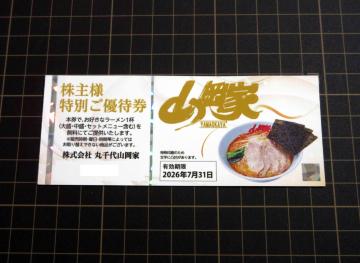 株主様
特別ご優待券
本券で、お好きなラーメン1杯
(大盛・中盛・セットメニュー含む)を
無料にてご提供いたします。
株式会社 丸千代山岡家
山岡家
YAMAOKAYA
有効期限
2026年7月31日